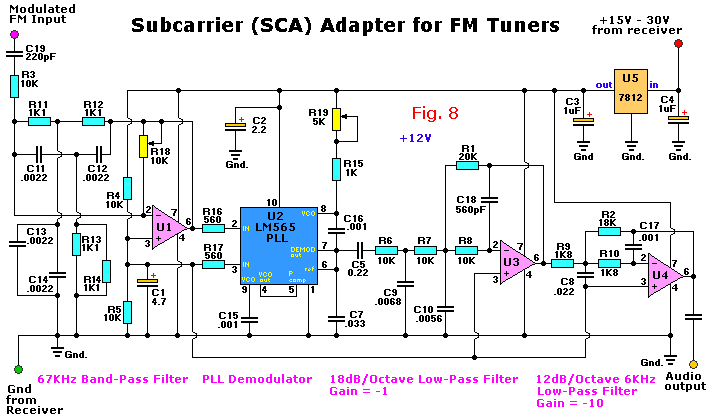 Subcarrier (SCA) Adapter for FM Tuners
Modulated
FM Input
+15V - 30V
from receiver
C19
220pF
R3
10K
R11
1K1
R12
1K1
R18
10K
C11
.0022
C12
.0022
R4
10K
C13
.0022
R13
1K1
R14
1K1
C14
.0022
R5
10K
C1
4.7
U1
2
3
7
4
6
+
C2
2.2
Gnd.
R16
560
R17
560
10
U2
LM565
PLL
IN
IN
VCO
DEMOD
out
ref
VCO
VCO
out
P
comp
2
3
8
7
6
9
4
5
1
C15
.001
R19
5K
R15
1K
C16
.001
C5
0.22
C7
.033
Fig. 8
+12V
R6
10K
R7
10K
R8
10K
C9
.0068
C10
.0056
R1
20K
C18
560pF
U3
2
3
7
4
6
R9
1K8
C8
.022
R2
18K
R10
1K8
C17
.001
U4
2
3
7
4
6
U5
7812
out
in
C3
1uF
C4
1uF
Gnd
Gnd.
Gnd.
Gnd.
Gnd.
Audio
output
Gnd
from
Receiver
67KHz Band-Pass Filter
PLL Demodulator
18dB/Octave Low-Pass Filter
Gain = -1
12dB/Octave 6KHz
Low-Pass Filter
Gain = -10